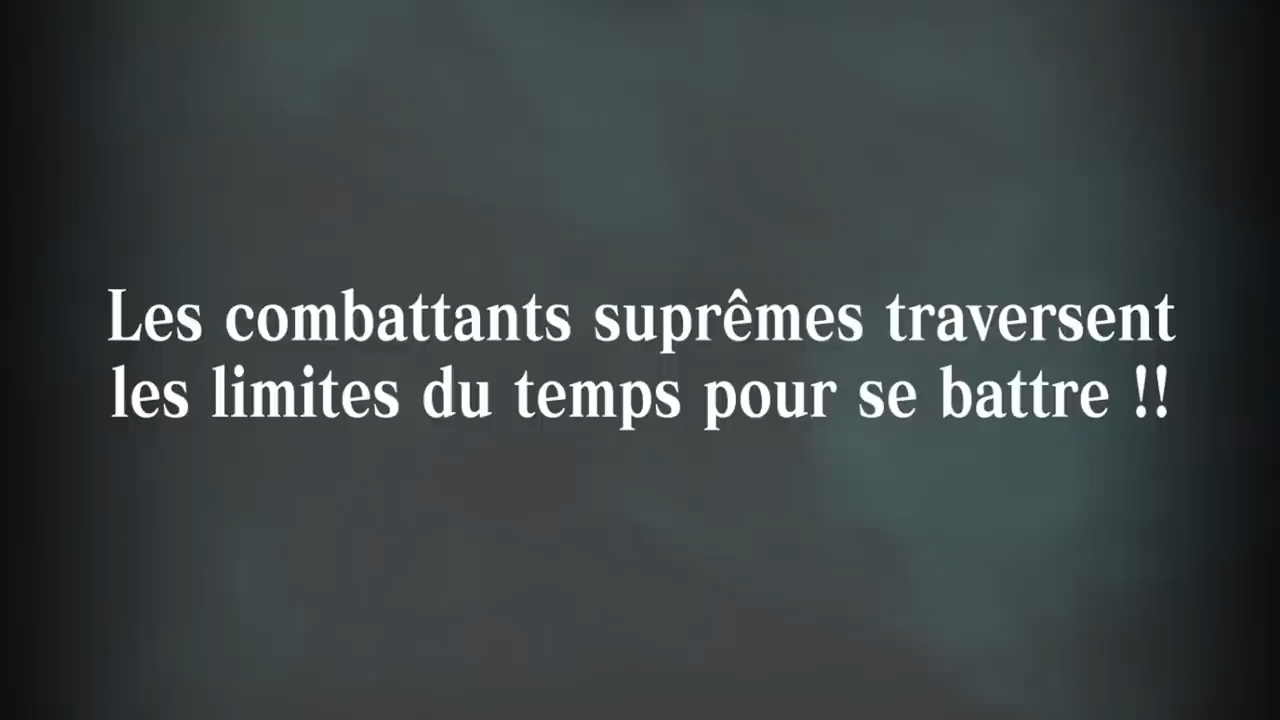 Les combattants suprêmes traversent
les limites du temps pour se battre !!